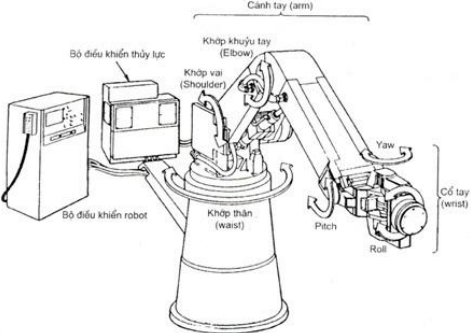 Cánh tay (arm)
Khớp khuỷu tay
(Elbow)
Bộ điều khiển thủy lực
Khớp vai
(Shoulder)
Yaw
Cổ tay
(wrist)
Bộ điều khiển robot
Khớp thân
(waist)
Pitch
Roll